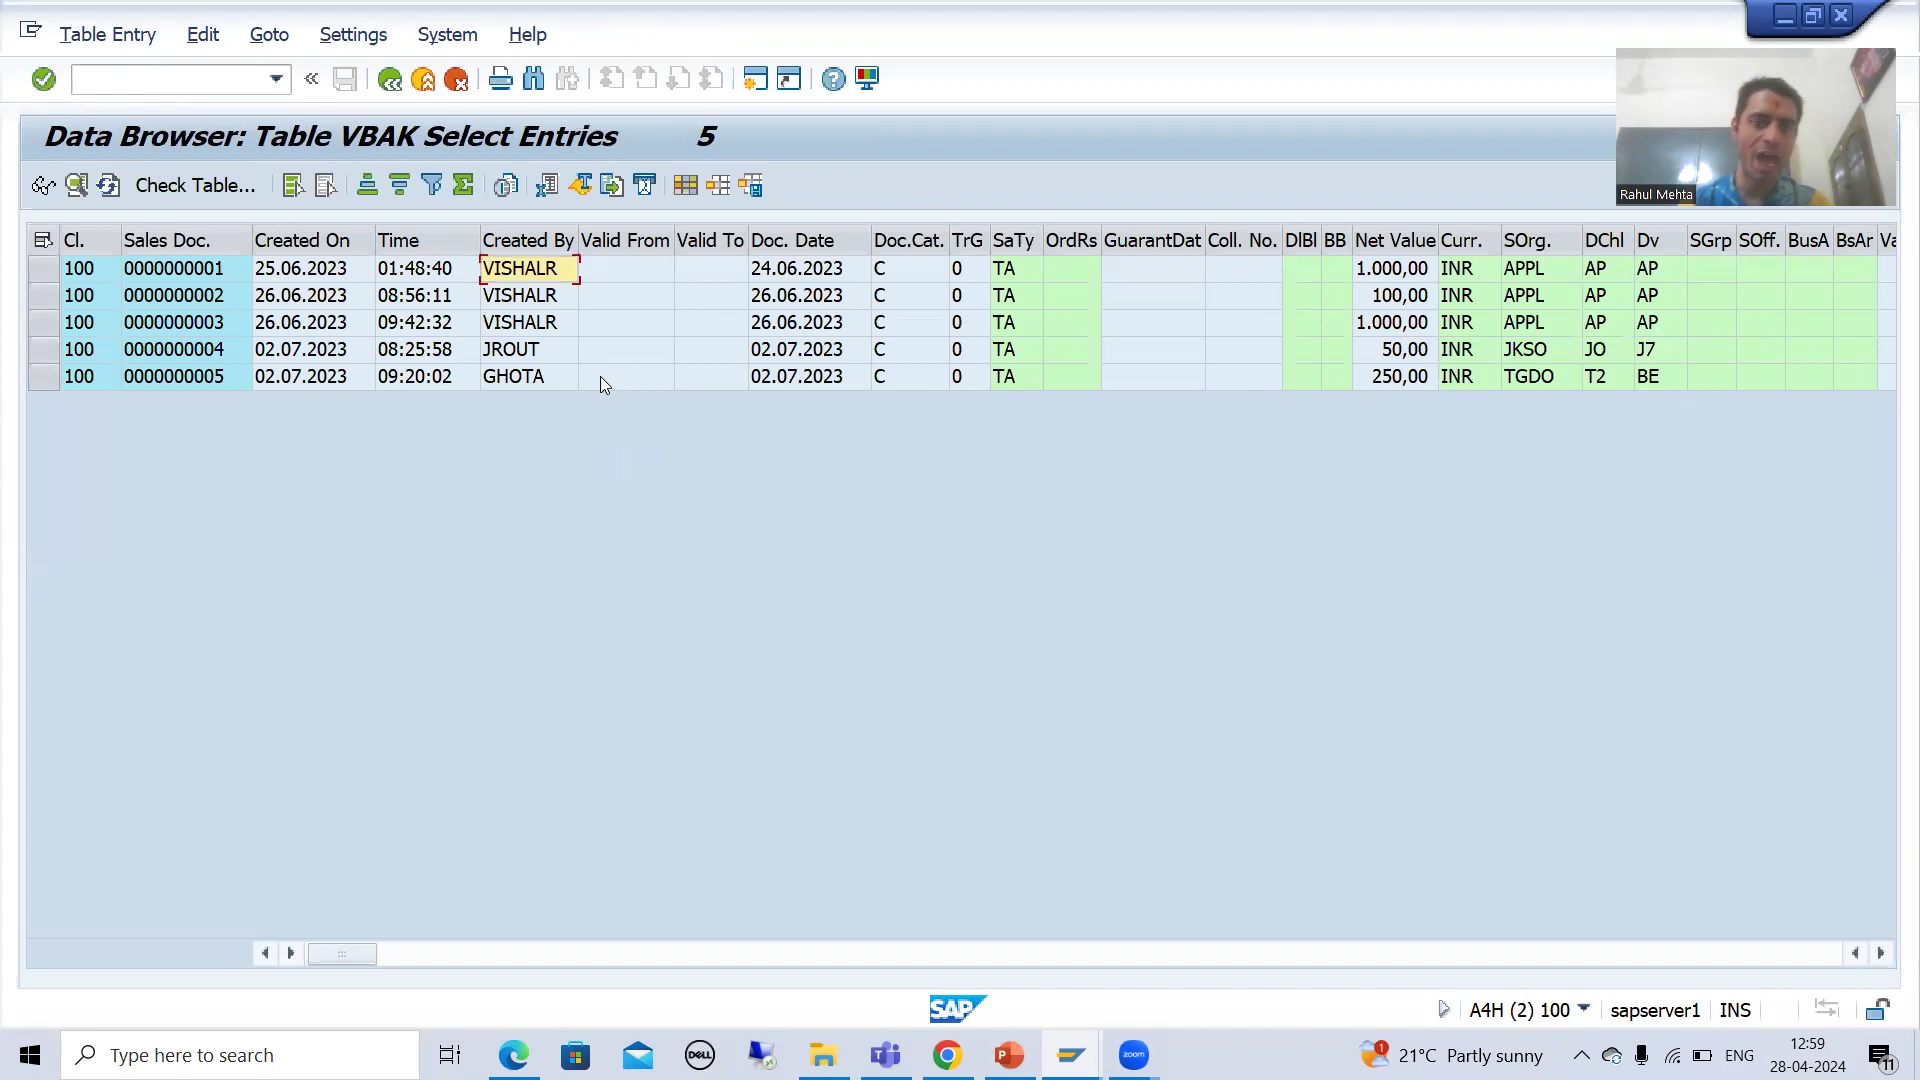 Table Entry Edit Goto Settings System Help
Rahul Mehta
Data Browser: Table VBAK Select Entries 5
Check Table...
Cl. Sales Doc. Created On Time Created By Valid From Valid To Doc. Date Doc.Cat. TrG SaTy OrdRs GuarantDat Coll. No. DlBl BB Net Value Curr. SOrg. DChl Dv SGrp SOff. BusA BsAr Va
100 0000000001 25.06.2023 01:48:40 VISHALR 24.06.2023 C 0 TA 1.000,00 INR APPL AP AP
100 0000000002 26.06.2023 08:56:11 VISHALR 26.06.2023 C 0 TA 100,00 INR APPL AP AP
100 0000000003 26.06.2023 09:42:32 VISHALR 26.06.2023 C 0 TA 1.000,00 INR APPL AP AP
100 0000000004 02.07.2023 08:25:58 JROUT 02.07.2023 C 0 TA 50,00 INR JKSO JO J7
100 0000000005 02.07.2023 09:20:02 GHOTA 02.07.2023 C 0 TA 250,00 INR TGDO T2 BE
SAP A4H (2) 100 sapserver1 INS
Type here to search DELL zoom 1 21°C Partly sunny ENG 12:59
28-04-2024 11